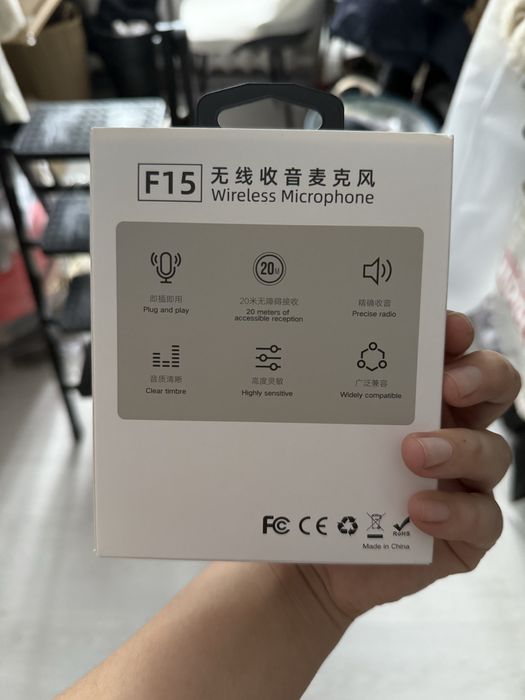 F15 无线收音麦克风
Wireless Microphone
20M
即插即用
Plug and play
20米无障碍接收
20 meters of
accessible reception
精确收音
Precise radio
音质清晰
Clear timbre
高度灵敏
Highly sensitive
广泛兼容
Widely compatible
FC CE RoHS
Made in China